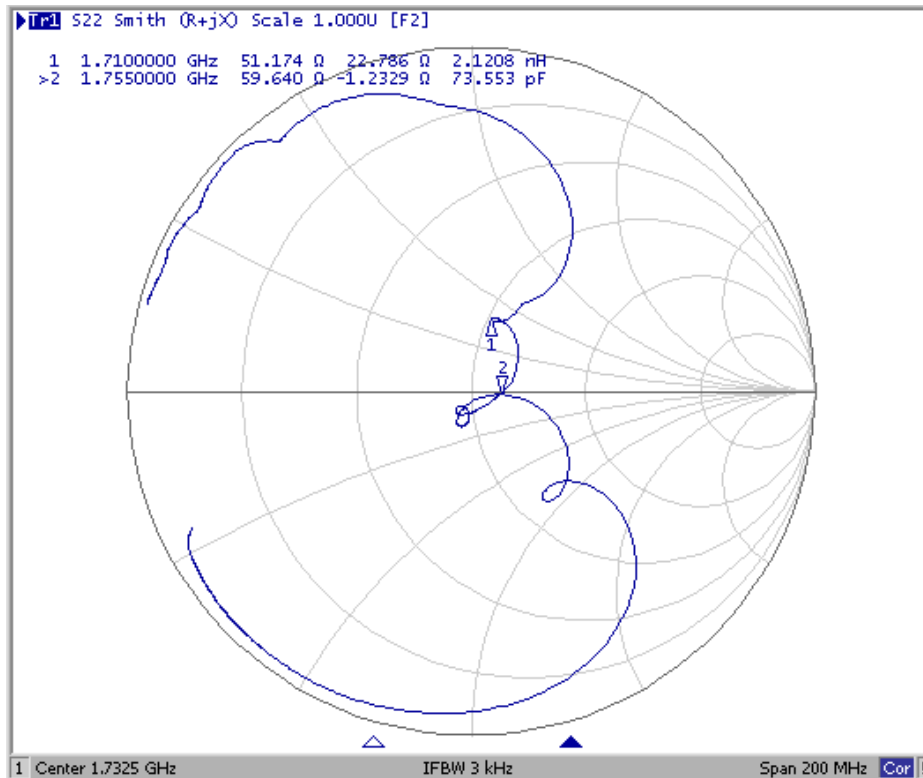 Tr1 S22 Smith (R+jX) Scale 1.000U [F2]
1 1.7100000 GHz 51.174 Ω 22.786 Ω 2.1208 nH
>2 1.7550000 GHz 59.640 Ω -1.2329 Ω 73.553 pF
1
2
1 Center 1.7325 GHz IFBW 3 kHz Span 200 MHz Cor